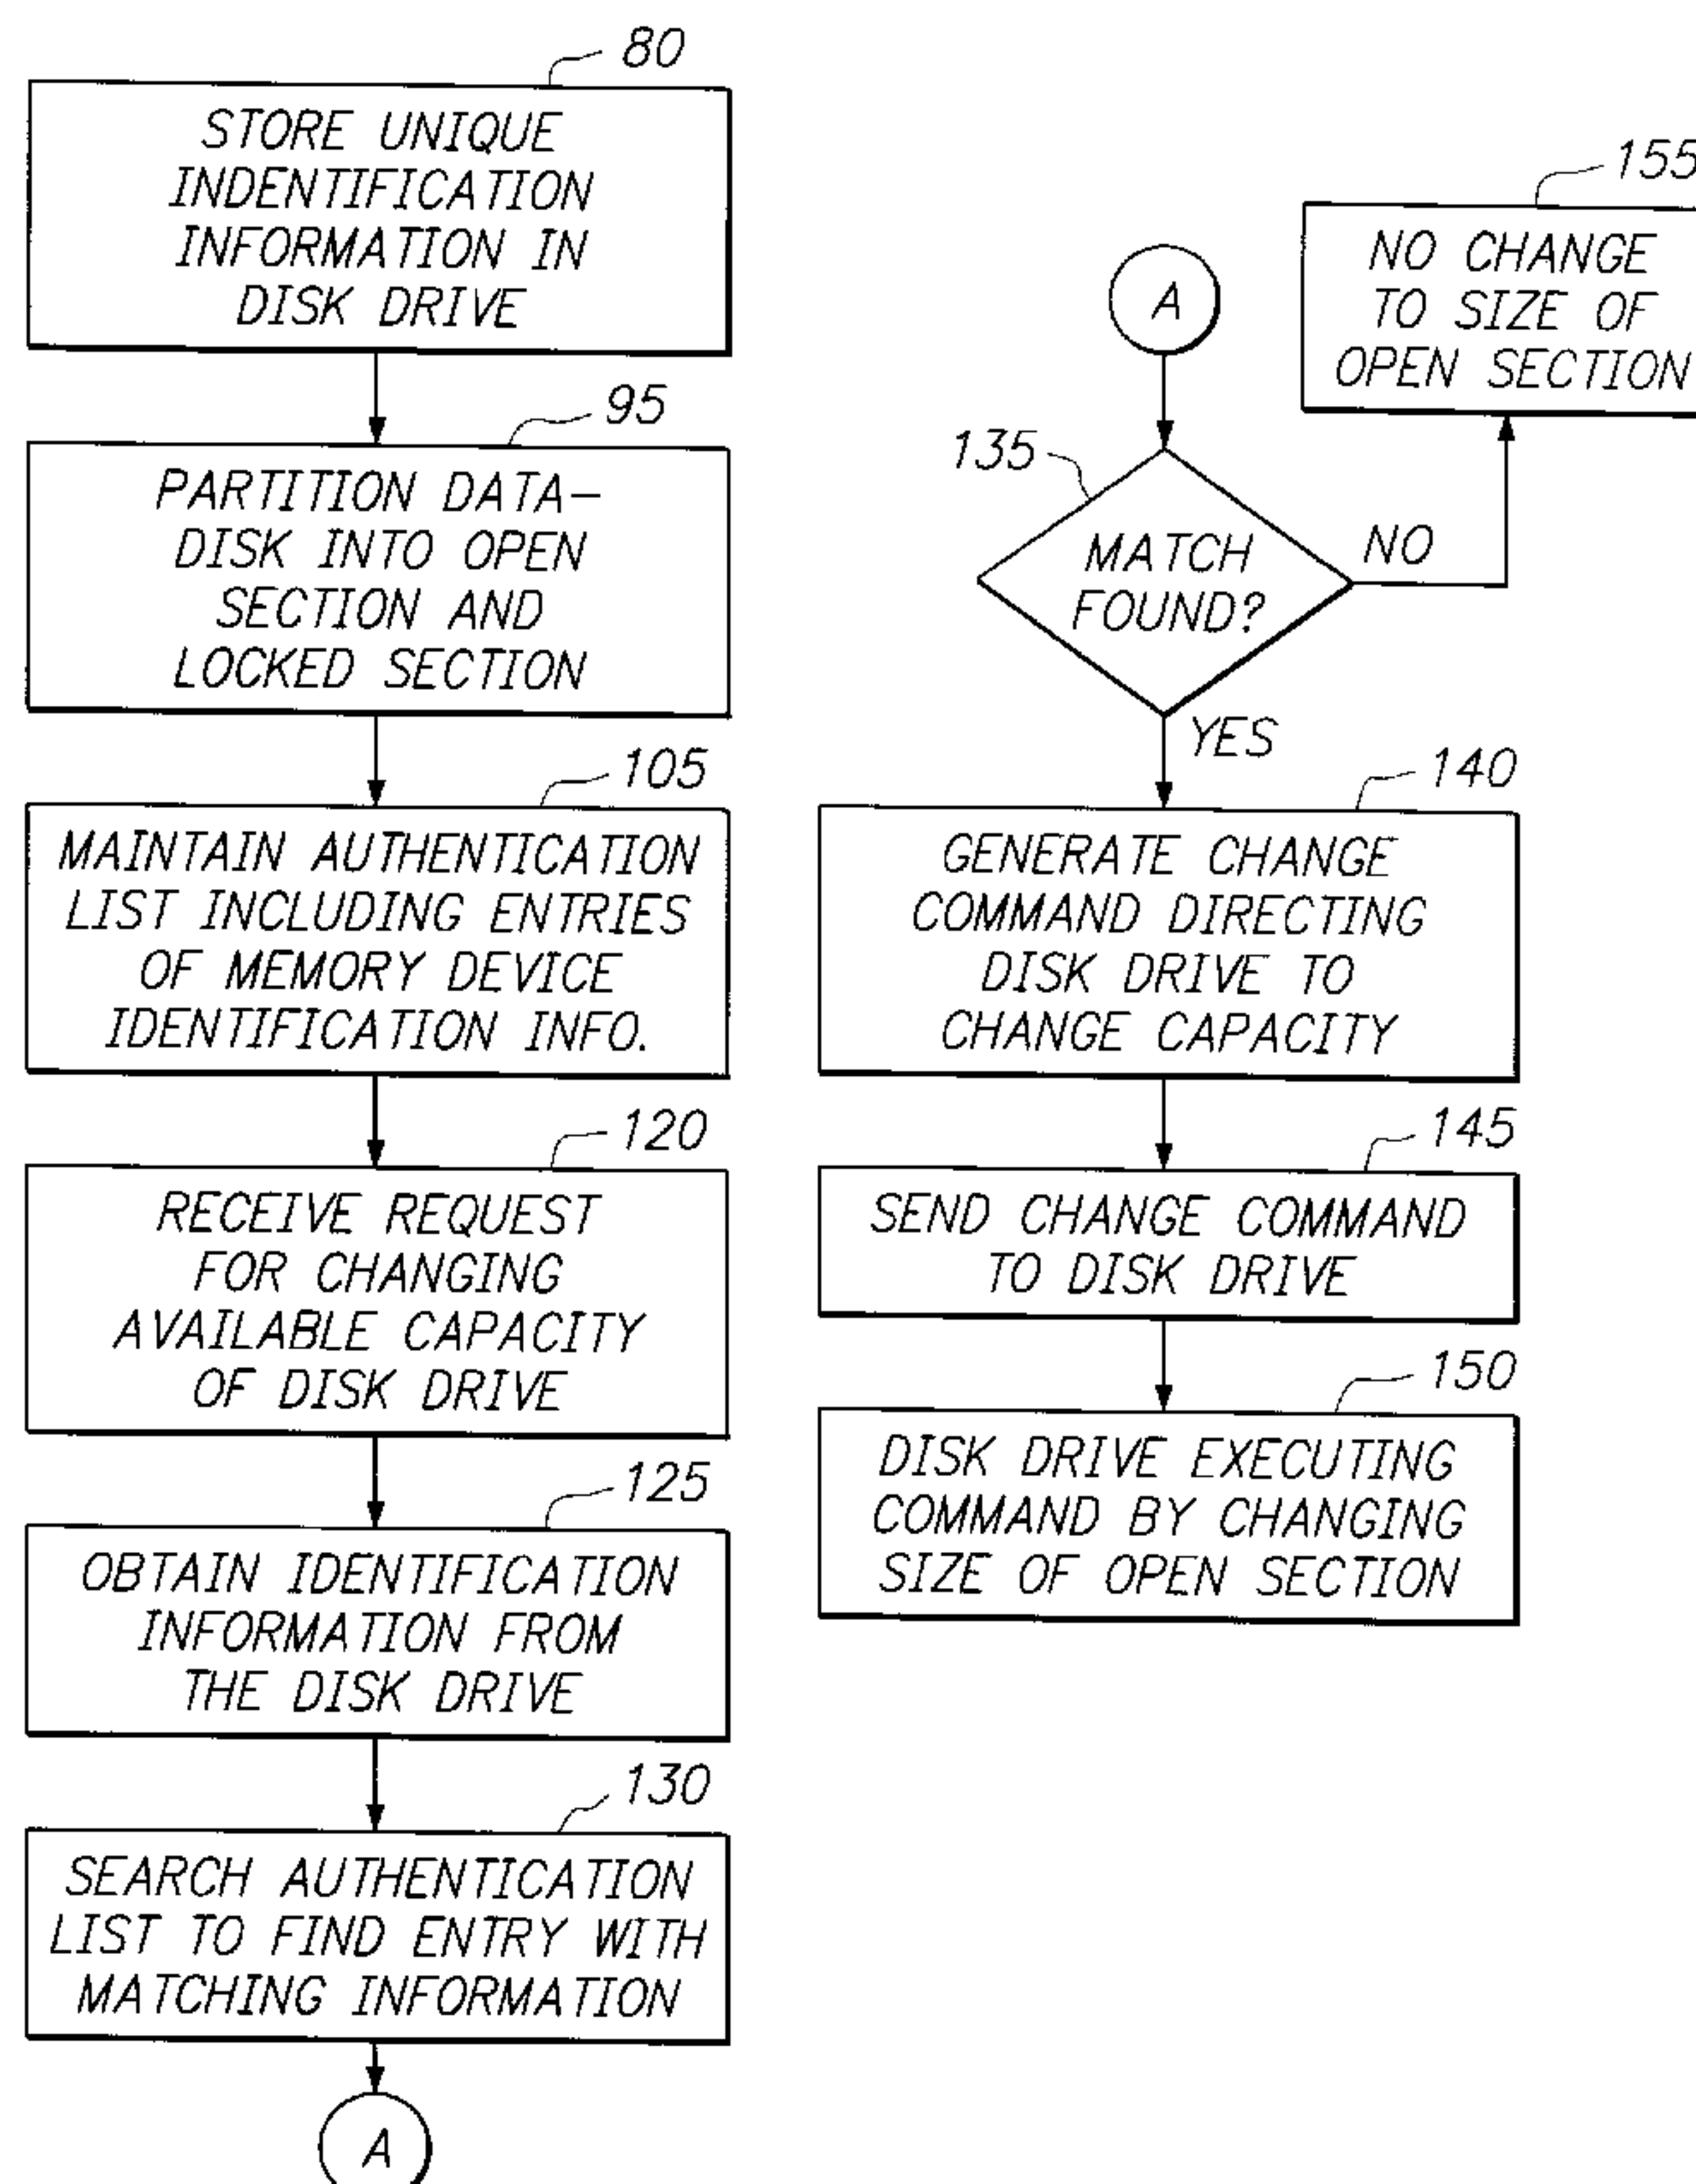 80
STORE UNIQUE
INDENTIFICATION
INFORMATION IN
DISK DRIVE
95
PARTITION DATA-
DISK INTO OPEN
SECTION AND
LOCKED SECTION
105
MAINTAIN AUTHENTICATION
LIST INCLUDING ENTRIES
OF MEMORY DEVICE
IDENTIFICATION INFO.
120
RECEIVE REQUEST
FOR CHANGING
AVAILABLE CAPACITY
OF DISK DRIVE
125
OBTAIN IDENTIFICATION
INFORMATION FROM
THE DISK DRIVE
130
SEARCH AUTHENTICATION
LIST TO FIND ENTRY WITH
MATCHING INFORMATION
A
A
155
NO CHANGE
TO SIZE OF
OPEN SECTION
135
MATCH
FOUND?
NO
YES
140
GENERATE CHANGE
COMMAND DIRECTING
DISK DRIVE TO
CHANGE CAPACITY
145
SEND CHANGE COMMAND
TO DISK DRIVE
150
DISK DRIVE EXECUTING
COMMAND BY CHANGING
SIZE OF OPEN SECTION